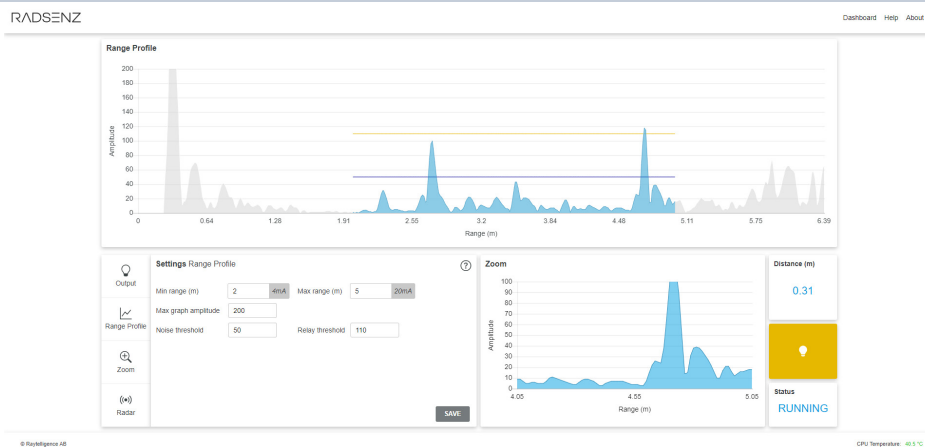 RADSENZ
Dashboard Help About
Range Profile
200
180
160
140
120
100
80
60
40
20
0
Amplitude
0 0.64 1.28 1.91 2.55 3.2 3.84 4.48 5.11 5.75 6.39
Range (m)
Output
Range Profile
Zoom
Radar
Settings Range Profile ?
Min range (m) 2 4mA Max range (m) 5 20mA
Max graph amplitude 200
Noise threshold 50 Relay threshold 110
SAVE
Zoom
100
90
80
70
60
50
40
30
20
10
0
Amplitude
4.05 4.55 5.05
Range (m)
Distance (m)
0.31
Status
RUNNING
© Raytelligence AB
CPU Temperature: 40.5 °C